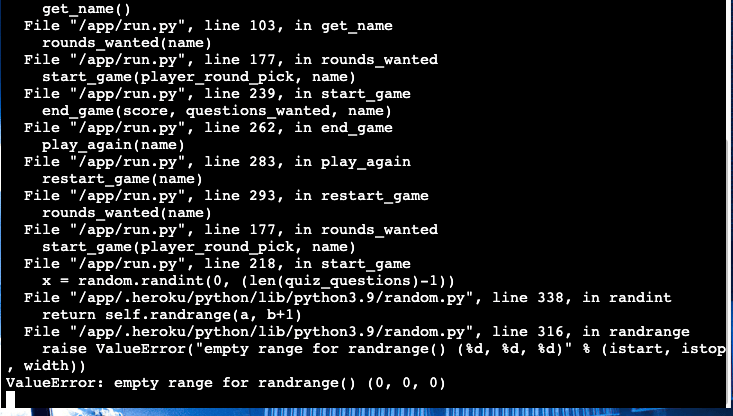 get_name()
File "/app/run.py", line 103, in get_name
rounds_wanted(name)
File "/app/run.py", line 177, in rounds_wanted
start_game(player_round_pick, name)
File "/app/run.py", line 239, in start_game
end_game(score, questions_wanted, name)
File "/app/run.py", line 262, in end_game
play_again(name)
File "/app/run.py", line 283, in play_again
restart_game(name)
File "/app/run.py", line 293, in restart_game
rounds_wanted(name)
File "/app/run.py", line 177, in rounds_wanted
start_game(player_round_pick, name)
File "/app/run.py", line 218, in start_game
x = random.randint(0, (len(quiz_questions)-1))
File "/app/.heroku/python/lib/python3.9/random.py", line 338, in randint
return self.randrange(a, b+1)
File "/app/.heroku/python/lib/python3.9/random.py", line 316, in randrange
raise ValueError("empty range for randrange() (%d, %d, %d)" % (istart, istop
, width))
ValueError: empty range for randrange() (0, 0, 0)